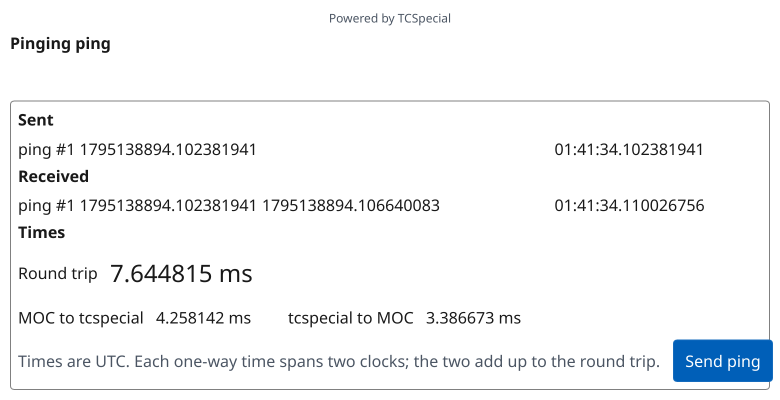 Powered by TCSpecial
Pinging ping
Sent
ping #1 1795138894.102381941 01:41:34.102381941
Received
ping #1 1795138894.102381941 1795138894.106640083 01:41:34.110026756
Times
Round trip 7.644815 ms
MOC to tcspecial 4.258142 ms tcspecial to MOC 3.386673 ms
Times are UTC. Each one-way time spans two clocks; the two add up to the round trip. Send ping